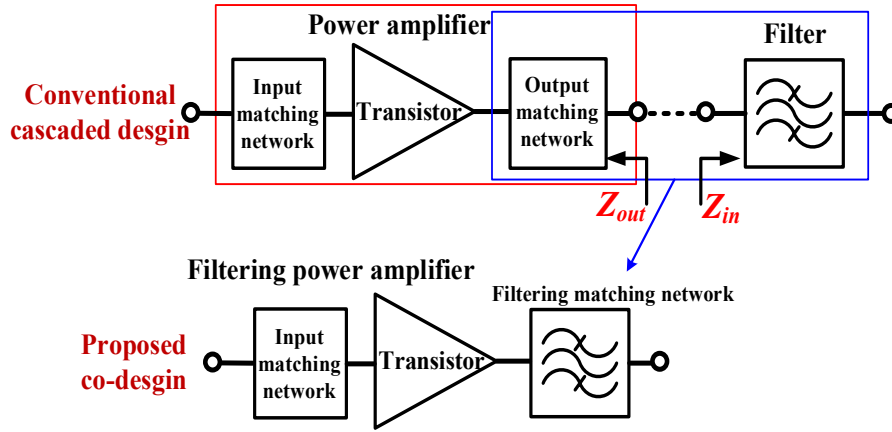 Power amplifier
Filter
Conventional
cascaded desgin
Input
matching
network
Transistor
Output
matching
network
Zout
Zin
Filtering power amplifier
Filtering matching network
Proposed
co-desgin
Input
matching
network
Transistor